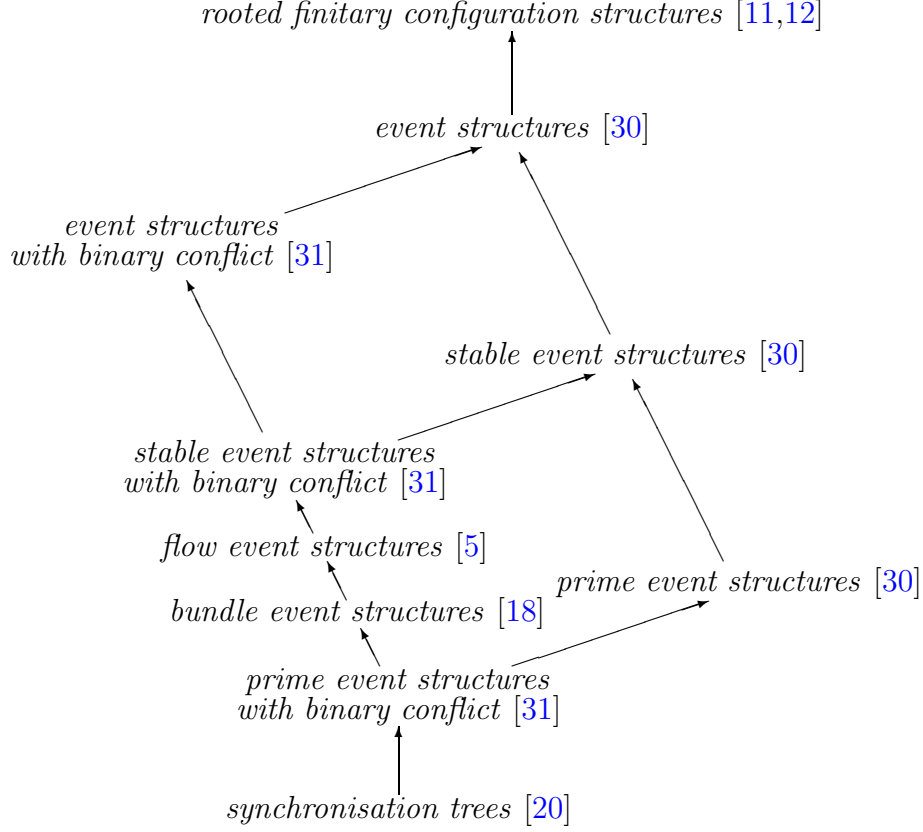 rooted finitary configuration structures [11,12]
event structures [30]
event structures
with binary conflict [31]
stable event structures [30]
stable event structures
with binary conflict [31]
flow event structures [5]
prime event structures [30]
bundle event structures [18]
prime event structures
with binary conflict [31]
synchronisation trees [20]